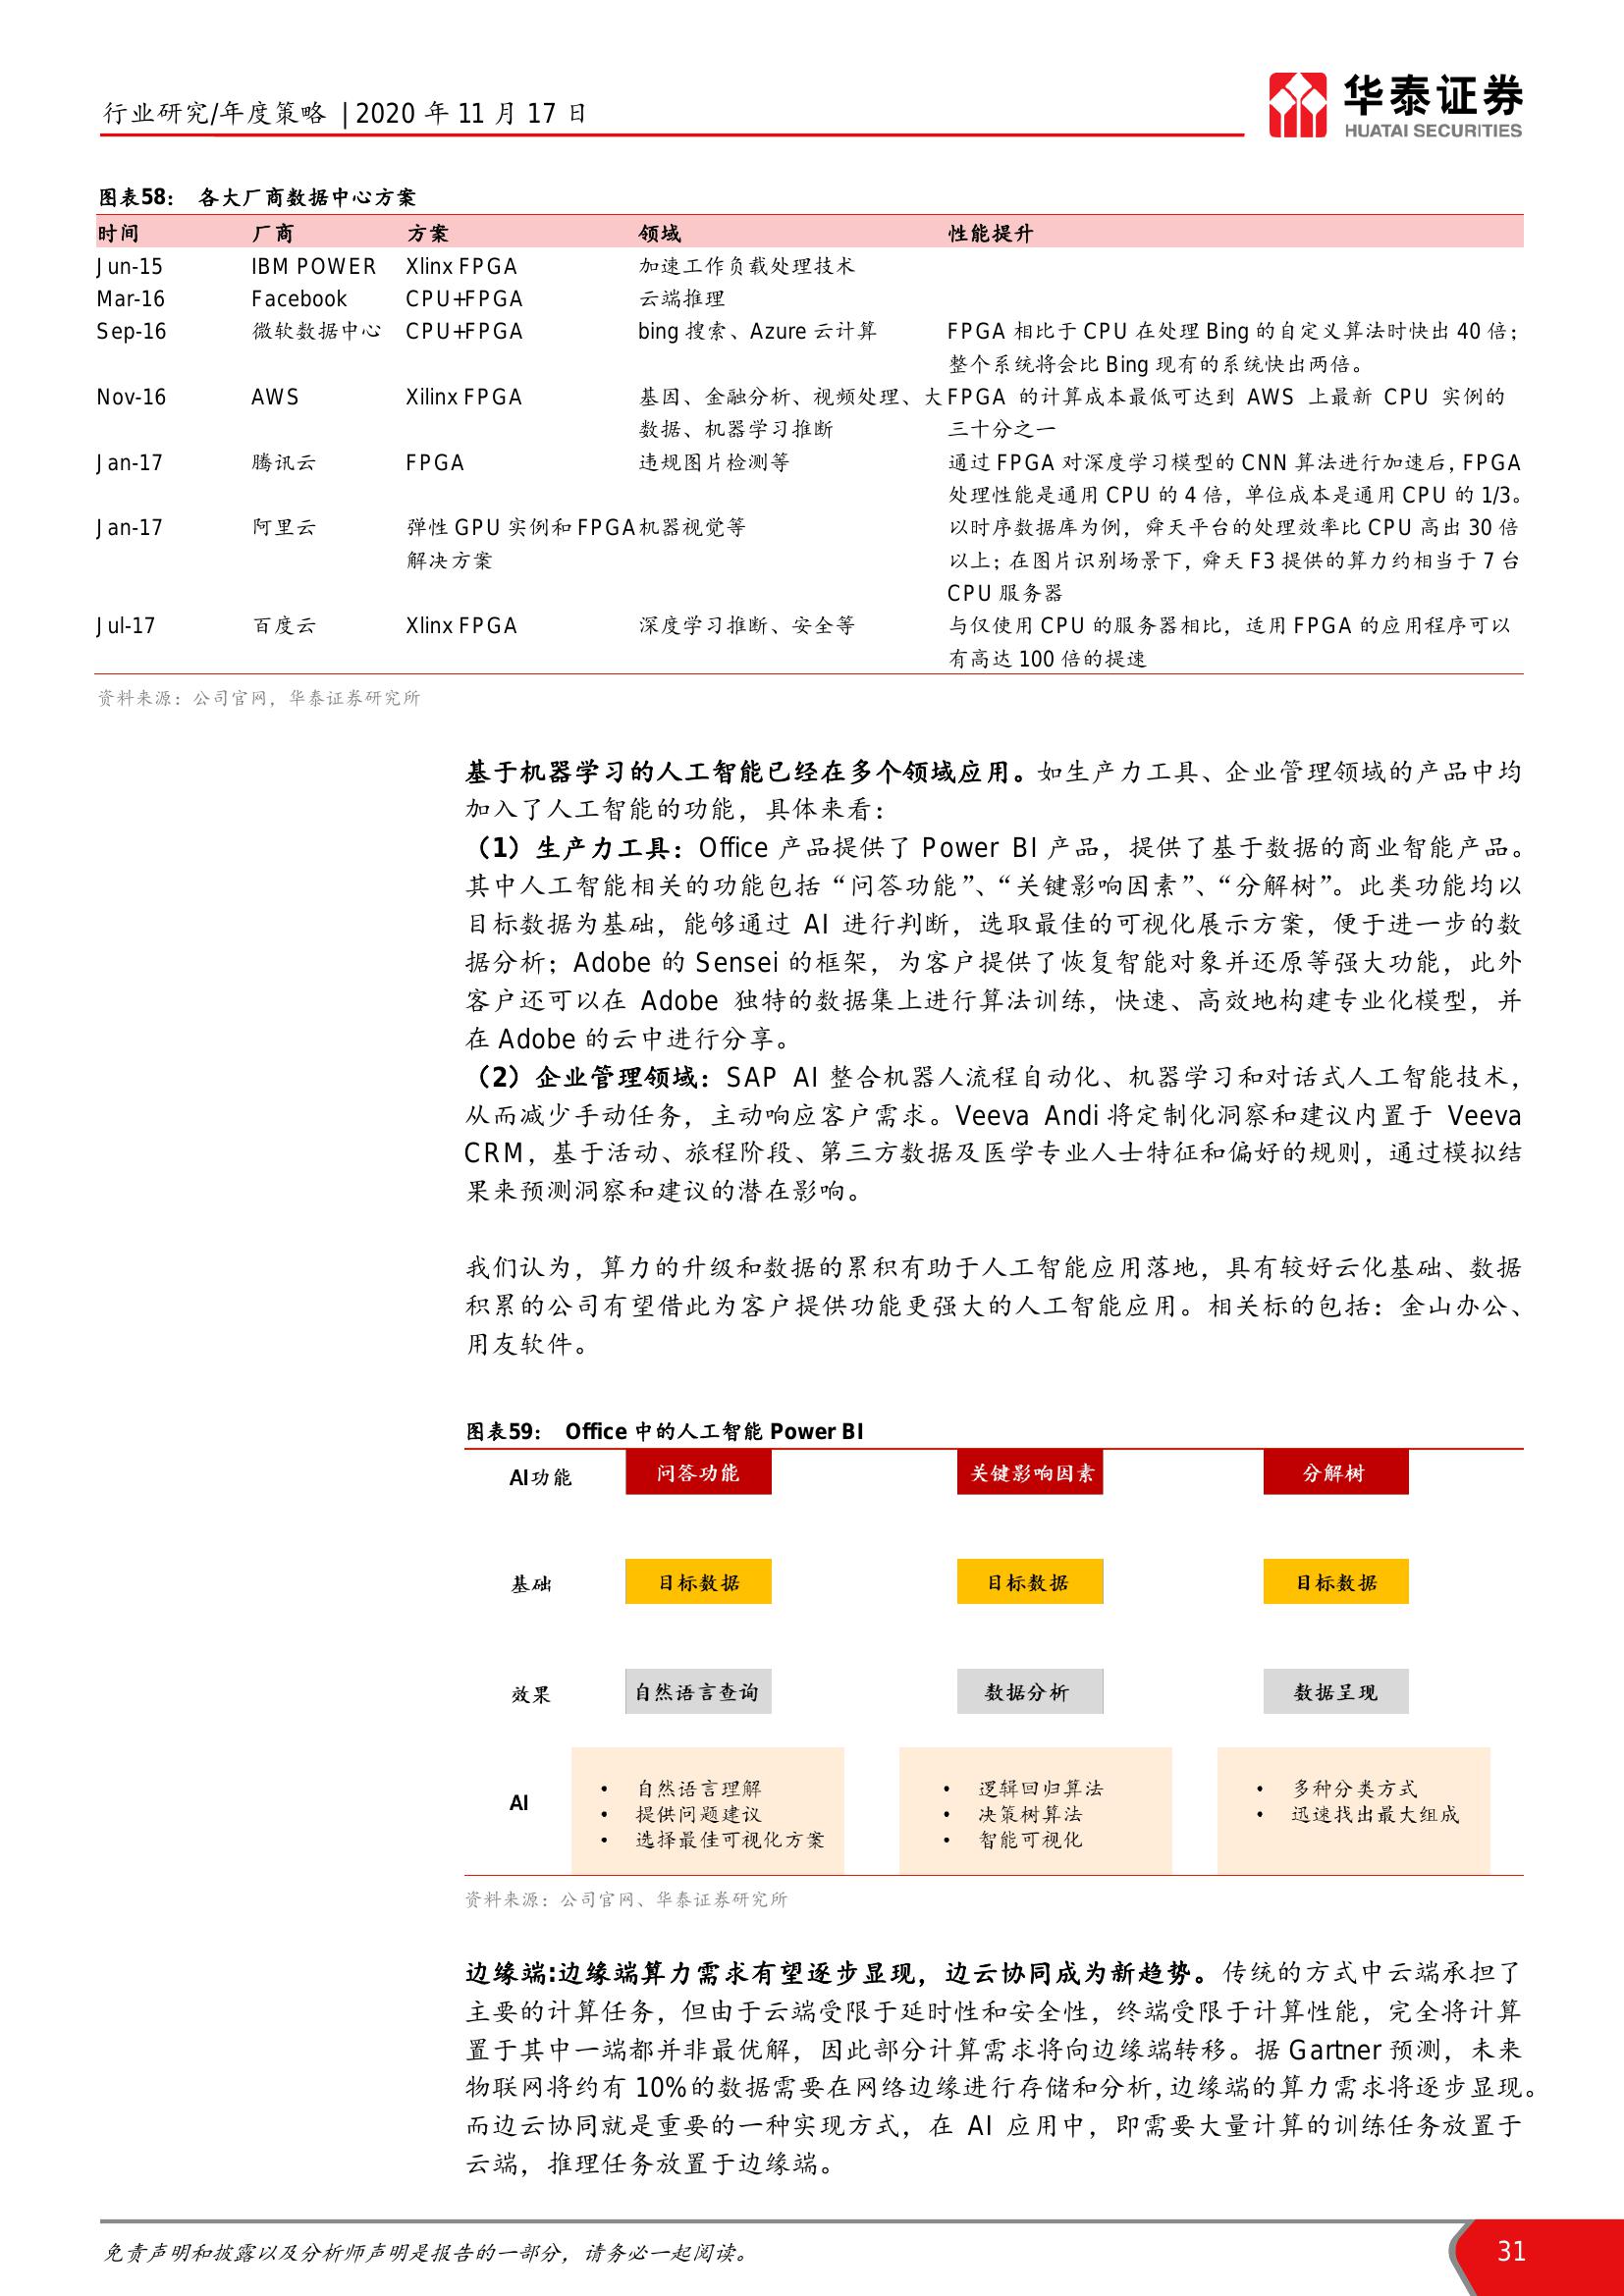 行业研究/年度策略 | 2020 年 11 月 17 日
华泰证券
HUATAI SECURITIES
图表58： 各大厂商数据中心方案
时间 厂商 方案 领域 性能提升
Jun-15 IBM POWER Xlinx FPGA 加速工作负载处理技术
Mar-16 Facebook CPU+FPGA 云端推理
Sep-16 微软数据中心 CPU+FPGA bing 搜索、Azure 云计算 FPGA 相比于 CPU 在处理 Bing 的自定义算法时快出 40 倍；
整个系统将会比 Bing 现有的系统快出两倍。
Nov-16 AWS Xilinx FPGA 基因、金融分析、视频处理、大 FPGA 的计算成本最低可达到 AWS 上最新 CPU 实例的
数据、机器学习推断 三十分之一
Jan-17 腾讯云 FPGA 违规图片检测等 通过 FPGA 对深度学习模型的 CNN 算法进行加速后，FPGA
处理性能是通用 CPU 的 4 倍，单位成本是通用 CPU 的 1/3。
Jan-17 阿里云 弹性 GPU 实例和 FPGA 机器视觉等 以时序数据库为例，舜天平台的处理效率比 CPU 高出 30 倍
解决方案 以上；在图片识别场景下，舜天 F3 提供的算力约相当于 7 台
CPU 服务器
Jul-17 百度云 Xlinx FPGA 深度学习推断、安全等 与仅使用 CPU 的服务器相比，适用 FPGA 的应用程序可以
有高达 100 倍的提速
资料来源：公司官网，华泰证券研究所
基于机器学习的人工智能已经在多个领域应用。如生产力工具、企业管理领域的产品中均
加入了人工智能的功能，具体来看：
（1）生产力工具：Office 产品提供了 Power BI 产品，提供了基于数据的商业智能产品。
其中人工智能相关的功能包括“问答功能”、“关键影响因素”、“分解树”。此类功能均以
目标数据为基础，能够通过 AI 进行判断，选取最佳的可视化展示方案，便于进一步的数
据分析；Adobe 的 Sensei 的框架，为客户提供了恢复智能对象并还原等强大功能，此外
客户还可以在 Adobe 独特的数据集上进行算法训练，快速、高效地构建专业化模型，并
在 Adobe 的云中进行分享。
（2）企业管理领域：SAP AI 整合机器人流程自动化、机器学习和对话式人工智能技术，
从而减少手动任务，主动响应客户需求。Veeva Andi 将定制化洞察和建议内置于 Veeva
CRM，基于活动、旅程阶段、第三方数据及医学专业人士特征和偏好的规则，通过模拟结
果来预测洞察和建议的潜在影响。
我们认为，算力的升级和数据的累积有助于人工智能应用落地，具有较好云化基础、数据
积累的公司有望借此为客户提供功能更强大的人工智能应用。相关标的包括：金山办公、
用友软件。
图表59： Office 中的人工智能 Power BI
AI功能 问答功能 关键影响因素 分解树
基础 目标数据 目标数据 目标数据
效果 自然语言查询 数据分析 数据呈现
• 自然语言理解 • 逻辑回归算法 • 多种分类方式
AI • 提供问题建议 • 决策树算法 • 迅速找出最大组成
• 选择最佳可视化方案 • 智能可视化
资料来源：公司官网、华泰证券研究所
边缘端:边缘端算力需求有望逐步显现，边云协同成为新趋势。传统的方式中云端承担了
主要的计算任务，但由于云端受限于延时性和安全性，终端受限于计算性能，完全将计算
置于其中一端都并非最优解，因此部分计算需求将向边缘端转移。据 Gartner 预测，未来
物联网将约有 10%的数据需要在网络边缘进行存储和分析，边缘端的算力需求将逐步显现。
而边云协同就是重要的一种实现方式，在 AI 应用中，即需要大量计算的训练任务放置于
云端，推理任务放置于边缘端。
免责声明和披露以及分析师声明是报告的一部分，请务必一起阅读。
31